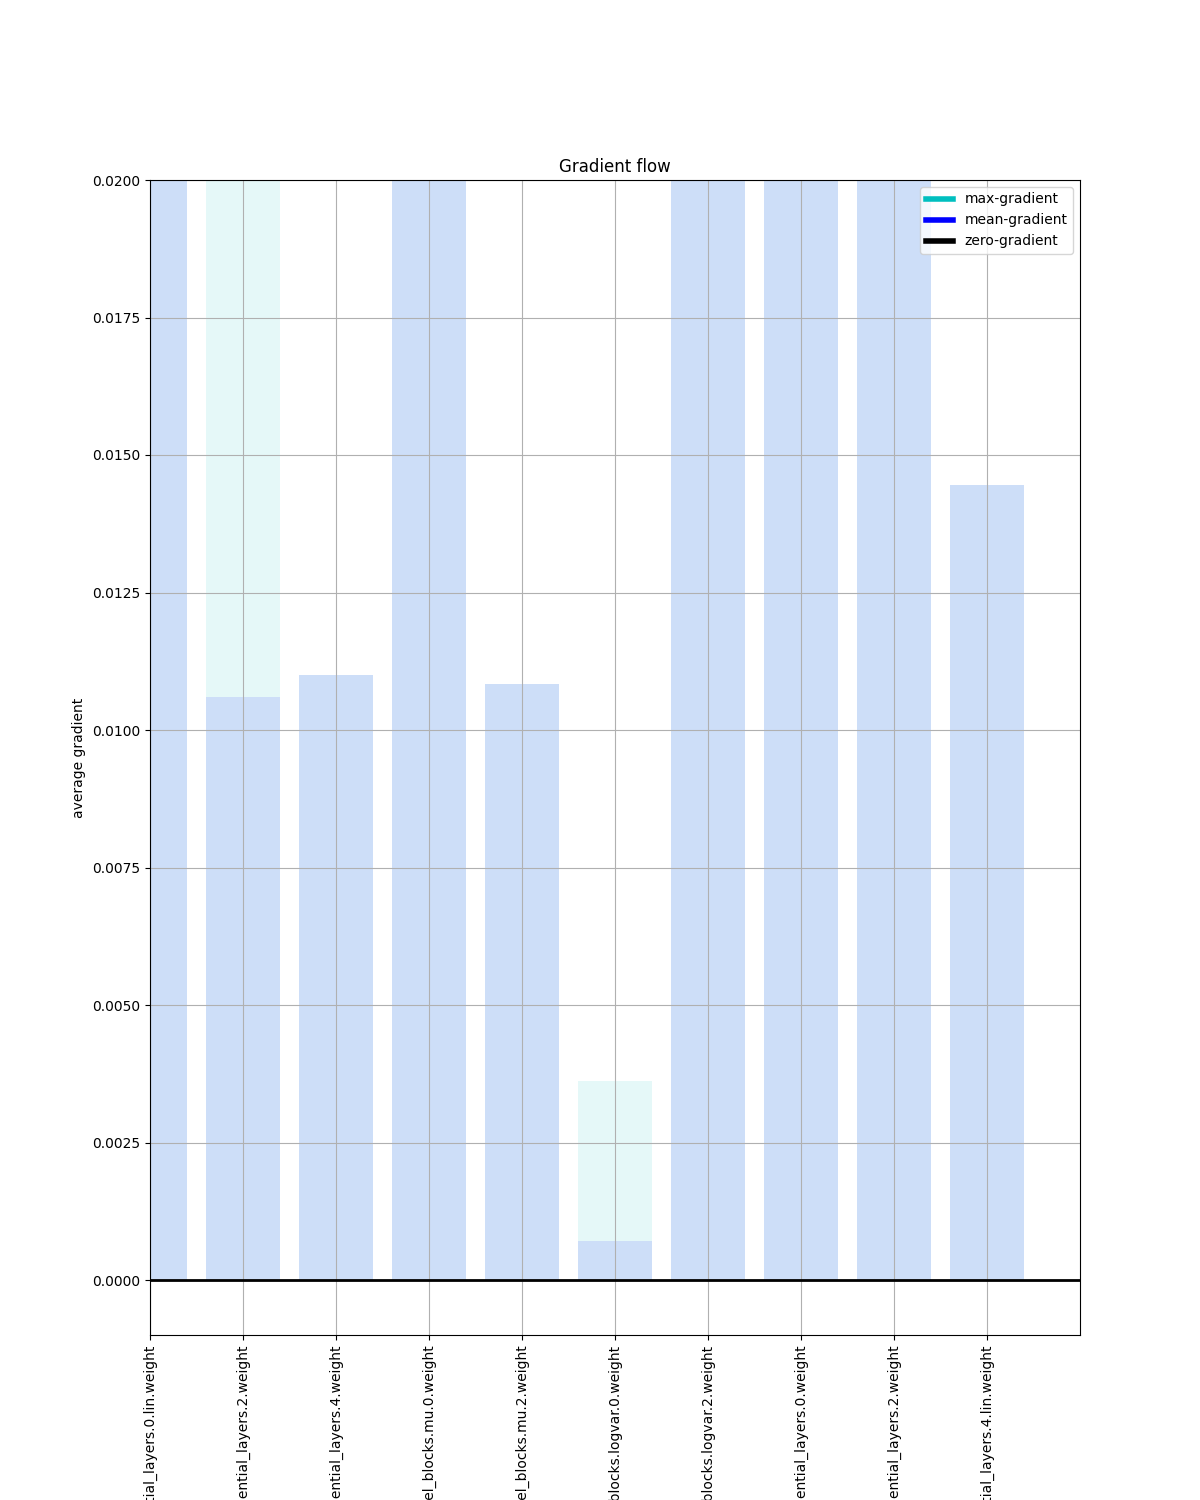 Gradient flow
max-gradient
mean-gradient
zero-gradient
0.0200
0.0175
0.0150
0.0125
0.0100
0.0075
0.0050
0.0025
0.0000
average gradient
tial_layers.0.lin.weight
ential_layers.2.weight
ential_layers.4.weight
el_blocks.mu.0.weight
el_blocks.mu.2.weight
blocks.logvar.0.weight
blocks.logvar.2.weight
ential_layers.0.weight
ential_layers.2.weight
tial_layers.4.lin.weight